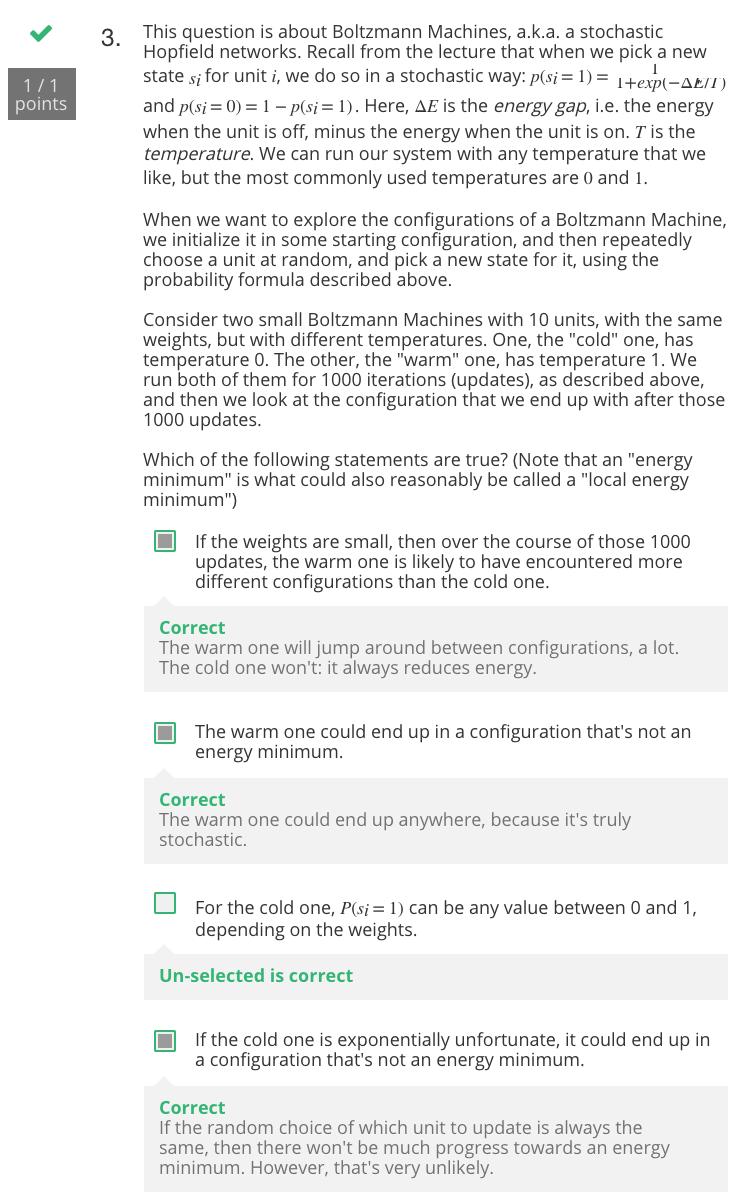 1 / 1
points
3.
This question is about Boltzmann Machines, a.k.a. a stochastic
Hopfield networks. Recall from the lecture that when we pick a new
state si for unit i, we do so in a stochastic way: p(si = 1) = 1/(1+exp(−ΔE/T))
and p(si = 0) = 1 − p(si = 1). Here, ΔE is the energy gap, i.e. the energy
when the unit is off, minus the energy when the unit is on. T is the
temperature. We can run our system with any temperature that we
like, but the most commonly used temperatures are 0 and 1.
When we want to explore the configurations of a Boltzmann Machine,
we initialize it in some starting configuration, and then repeatedly
choose a unit at random, and pick a new state for it, using the
probability formula described above.
Consider two small Boltzmann Machines with 10 units, with the same
weights, but with different temperatures. One, the "cold" one, has
temperature 0. The other, the "warm" one, has temperature 1. We
run both of them for 1000 iterations (updates), as described above,
and then we look at the configuration that we end up with after those
1000 updates.
Which of the following statements are true? (Note that an "energy
minimum" is what could also reasonably be called a "local energy
minimum")
If the weights are small, then over the course of those 1000
updates, the warm one is likely to have encountered more
different configurations than the cold one.
Correct
The warm one will jump around between configurations, a lot.
The cold one won't: it always reduces energy.
The warm one could end up in a configuration that's not an
energy minimum.
Correct
The warm one could end up anywhere, because it's truly
stochastic.
For the cold one, P(si = 1) can be any value between 0 and 1,
depending on the weights.
Un-selected is correct
If the cold one is exponentially unfortunate, it could end up in
a configuration that's not an energy minimum.
Correct
If the random choice of which unit to update is always the
same, then there won't be much progress towards an energy
minimum. However, that's very unlikely.